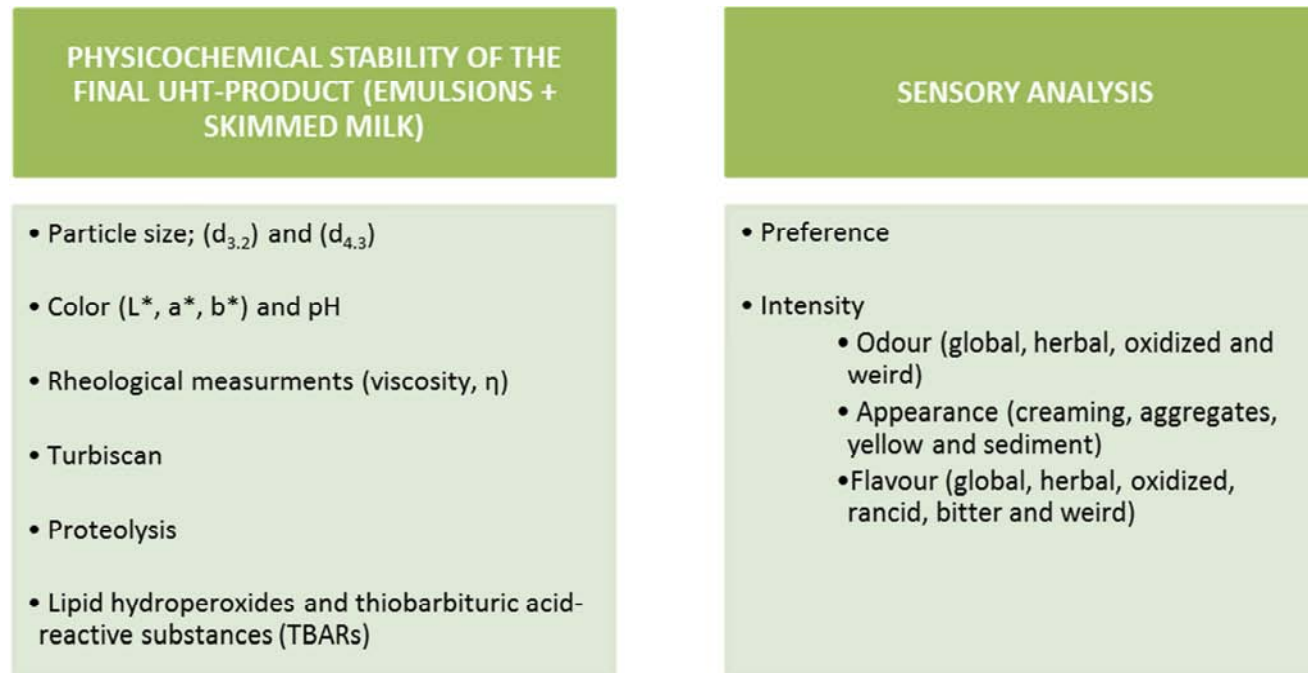 PHYSICOCHEMICAL STABILITY OF THE
FINAL UHT-PRODUCT (EMULSIONS +
SKIMMED MILK)
• Particle size; (d₃.₂) and (d₄.₃)
• Color (L*, a*, b*) and pH
• Rheological measurments (viscosity, η)
• Turbiscan
• Proteolysis
• Lipid hydroperoxides and thiobarbituric acid-
reactive substances (TBARs)
SENSORY ANALYSIS
• Preference
• Intensity
• Odour (global, herbal, oxidized and
weird)
• Appearance (creaming, aggregates,
yellow and sediment)
•Flavour (global, herbal, oxidized,
rancid, bitter and weird)